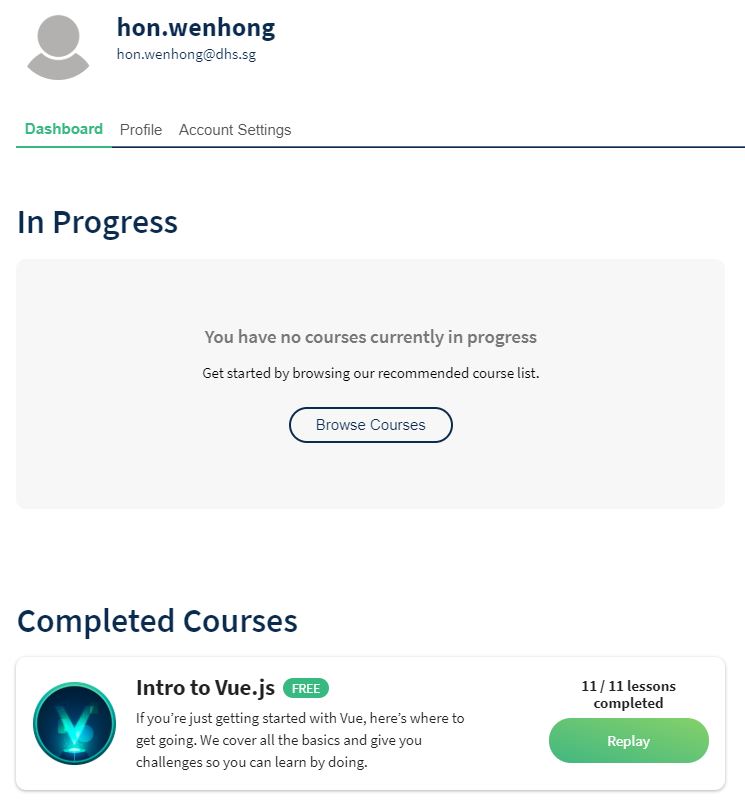 hon.wenhong
hon.wenhong@dhs.sg
Dashboard Profile Account Settings
In Progress
You have no courses currently in progress
Get started by browsing our recommended course list.
Browse Courses
Completed Courses
Intro to Vue.js FREE
If you’re just getting started with Vue, here’s where to
get going. We cover all the basics and give you
challenges so you can learn by doing.
11 / 11 lessons
completed
Replay